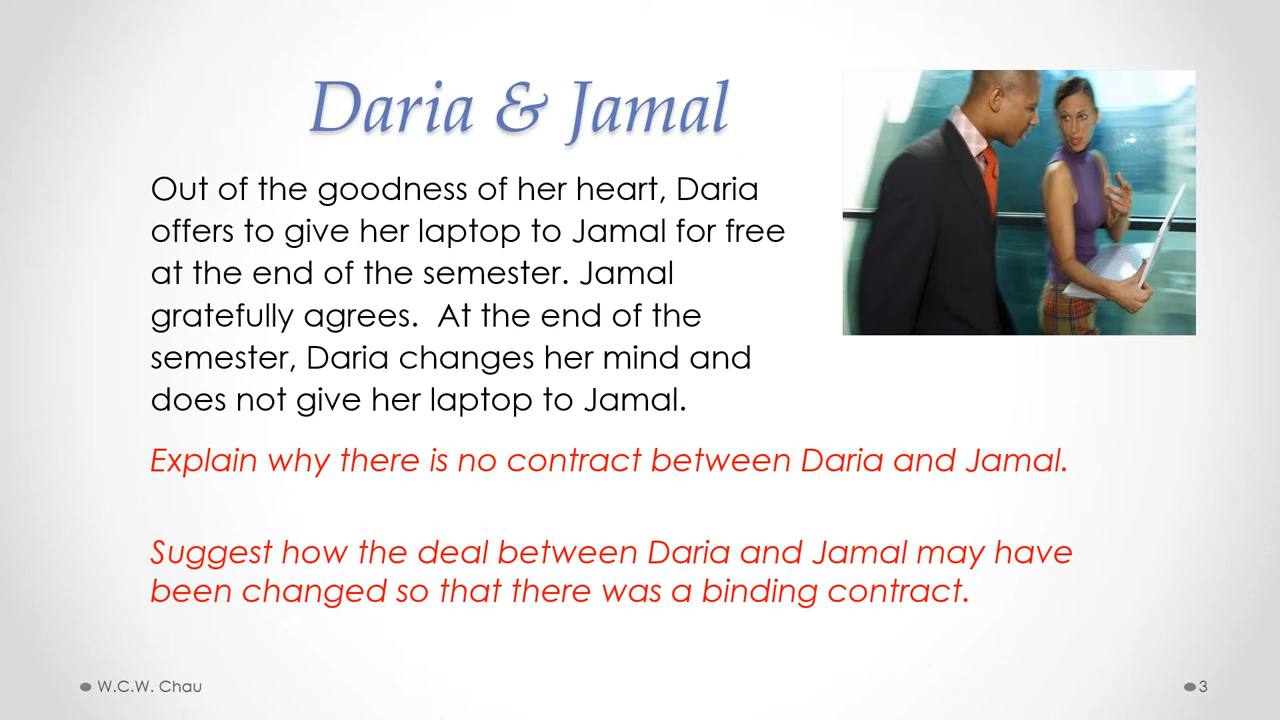 Daria & Jamal
Out of the goodness of her heart, Daria
offers to give her laptop to Jamal for free
at the end of the semester. Jamal
gratefully agrees.  At the end of the
semester, Daria changes her mind and
does not give her laptop to Jamal.
Explain why there is no contract between Daria and Jamal.
Suggest how the deal between Daria and Jamal may have
been changed so that there was a binding contract.
W.C.W. Chau
3